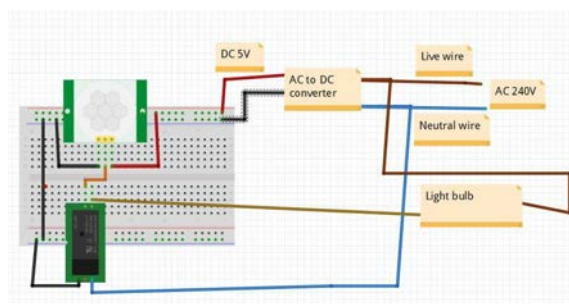 DC 5V
Live wire
AC to DC
converter
AC 240V
Neutral wire
Light bulb